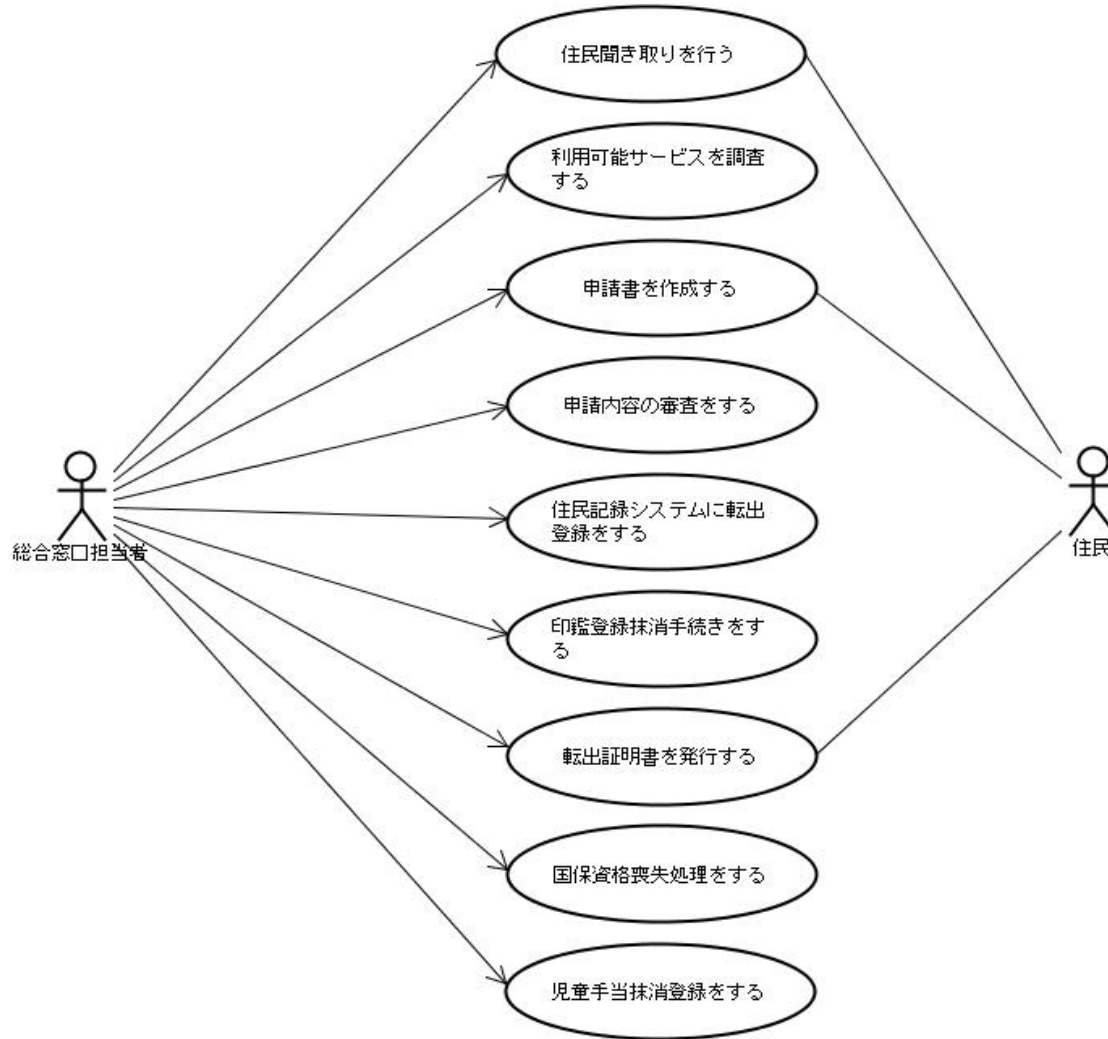 住民聞き取りを行う
利用可能サービスを調査
する
申請書を作成する
申請内容の審査をする
住民記録システムに転出
登録をする
総合窓口担当者
住民
印鑑登録抹消手続きをす
る
転出証明書を発行する
国保資格喪失処理をする
児童手当抹消登録をする